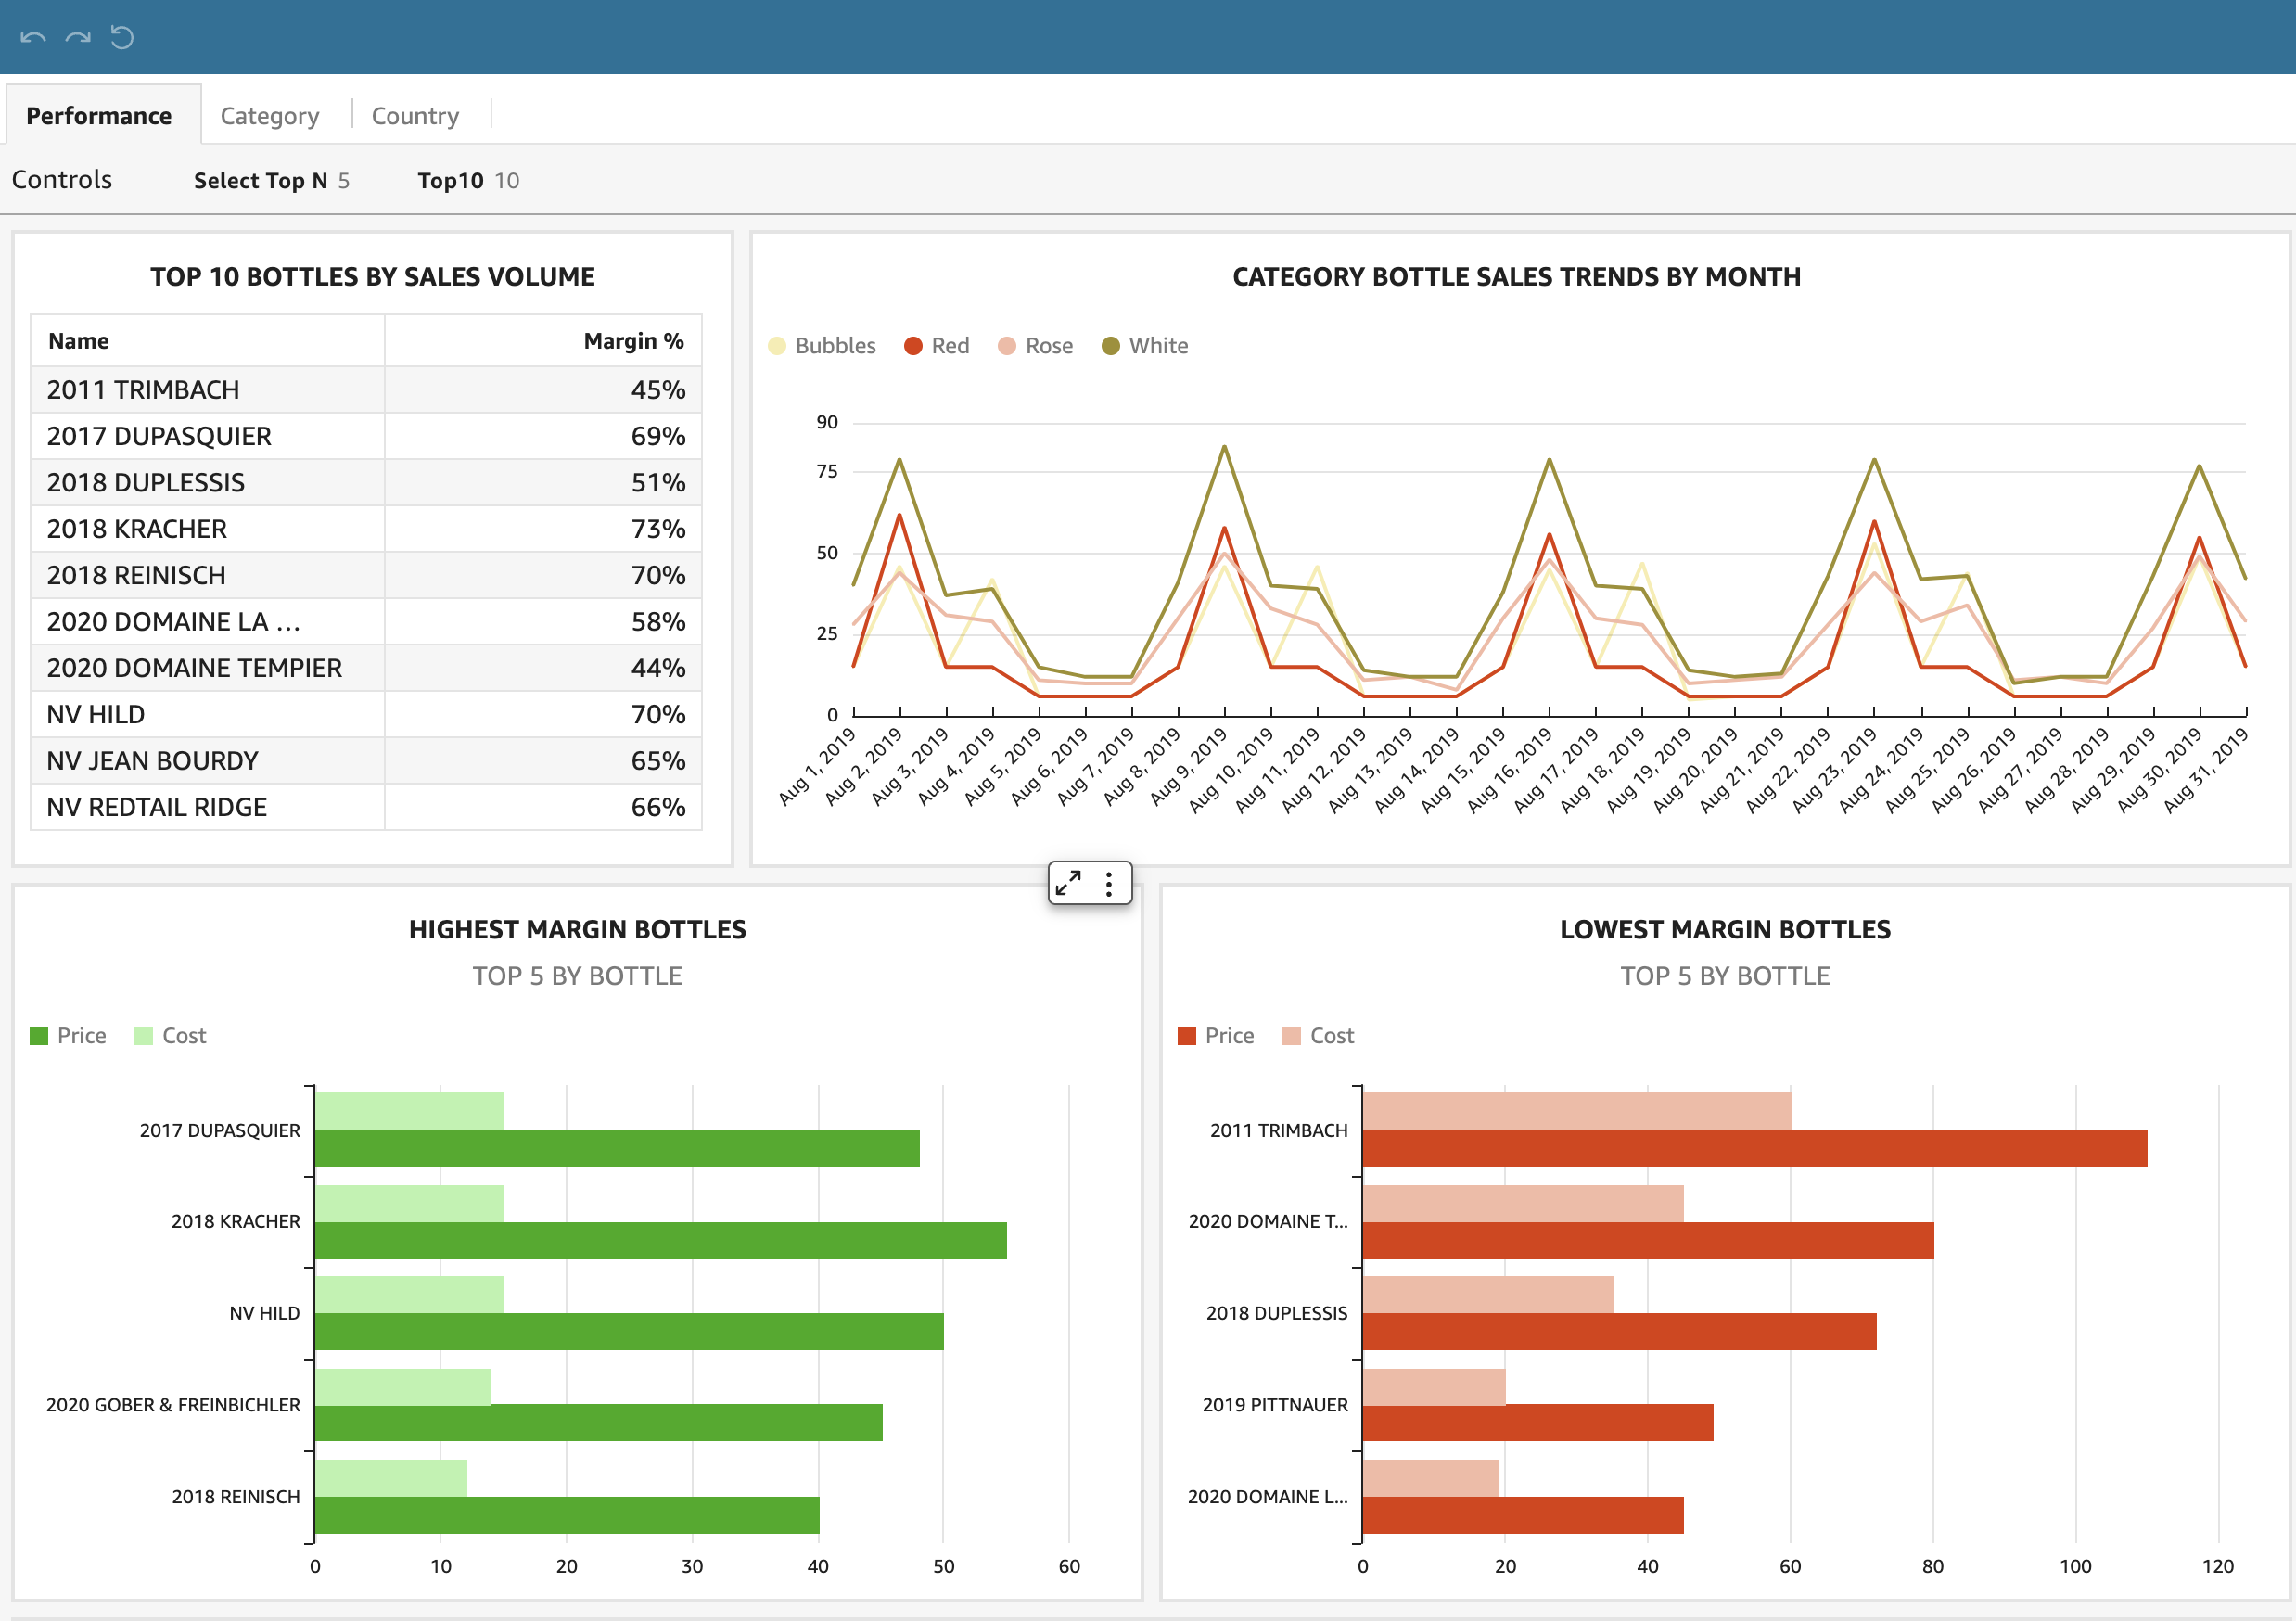 Performance Category Country
Controls Select Top N 5 Top10 10
TOP 10 BOTTLES BY SALES VOLUME
Name Margin %
2011 TRIMBACH 45%
2017 DUPASQUIER 69%
2018 DUPLESSIS 51%
2018 KRACHER 73%
2018 REINISCH 70%
2020 DOMAINE LA ... 58%
2020 DOMAINE TEMPIER 44%
NV HILD 70%
NV JEAN BOURDY 65%
NV REDTAIL RIDGE 66%
CATEGORY BOTTLE SALES TRENDS BY MONTH
Bubbles Red Rose White
90
75
50
25
0
Aug 1, 2019
Aug 2, 2019
Aug 3, 2019
Aug 4, 2019
Aug 5, 2019
Aug 6, 2019
Aug 7, 2019
Aug 8, 2019
Aug 9, 2019
Aug 10, 2019
Aug 11, 2019
Aug 12, 2019
Aug 13, 2019
Aug 14, 2019
Aug 15, 2019
Aug 16, 2019
Aug 17, 2019
Aug 18, 2019
Aug 19, 2019
Aug 20, 2019
Aug 21, 2019
Aug 22, 2019
Aug 23, 2019
Aug 24, 2019
Aug 25, 2019
Aug 26, 2019
Aug 27, 2019
Aug 28, 2019
Aug 29, 2019
Aug 30, 2019
Aug 31, 2019
HIGHEST MARGIN BOTTLES
TOP 5 BY BOTTLE
Price Cost
2017 DUPASQUIER
2018 KRACHER
NV HILD
2020 GOBER & FREINBICHLER
2018 REINISCH
0 10 20 30 40 50 60
LOWEST MARGIN BOTTLES
TOP 5 BY BOTTLE
Price Cost
2011 TRIMBACH
2020 DOMAINE T...
2018 DUPLESSIS
2019 PITTNAUER
2020 DOMAINE L...
0 20 40 60 80 100 120